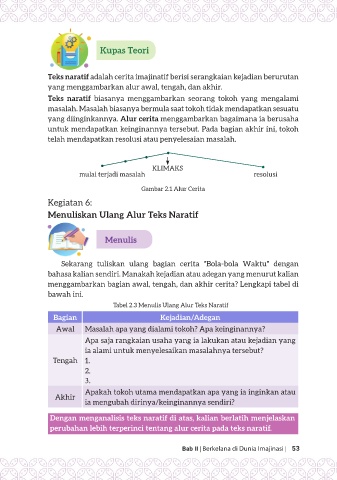 Kupas Teori
Teks naratif adalah cerita imajinatif berisi serangkaian kejadian berurutan
yang menggambarkan alur awal, tengah, dan akhir.
Teks naratif biasanya menggambarkan seorang tokoh yang mengalami
masalah. Masalah biasanya bermula saat tokoh tidak mendapatkan sesuatu
yang diinginkannya. Alur cerita menggambarkan bagaimana ia berusaha
untuk mendapatkan keinginannya tersebut. Pada bagian akhir ini, tokoh
telah mendapatkan resolusi atau penyelesaian masalah.
KLIMAKS
mulai terjadi masalah resolusi
Gambar 2.1 Alur Cerita
Kegiatan 6:
Menuliskan Ulang Alur Teks Naratif
Menulis
Sekarang tuliskan ulang bagian cerita "Bola-bola Waktu" dengan
bahasa kalian sendiri. Manakah kejadian atau adegan yang menurut kalian
menggambarkan bagian awal, tengah, dan akhir cerita? Lengkapi tabel di
bawah ini.
Tabel 2.3 Menulis Ulang Alur Teks Naratif
Bagian Kejadian/Adegan
Awal Masalah apa yang dialami tokoh? Apa keinginannya?
Apa saja rangkaian usaha yang ia lakukan atau kejadian yang
ia alami untuk menyelesaikan masalahnya tersebut?
Tengah 1.
2.
3.
Akhir Apakah tokoh utama mendapatkan apa yang ia inginkan atau
ia mengubah dirinya/keinginannya sendiri?
Dengan menganalisis teks naratif di atas, kalian berlatih menjelaskan
perubahan lebih terperinci tentang alur cerita pada teks naratif.
Bab II | Berkelana di Dunia Imajinasi | 53